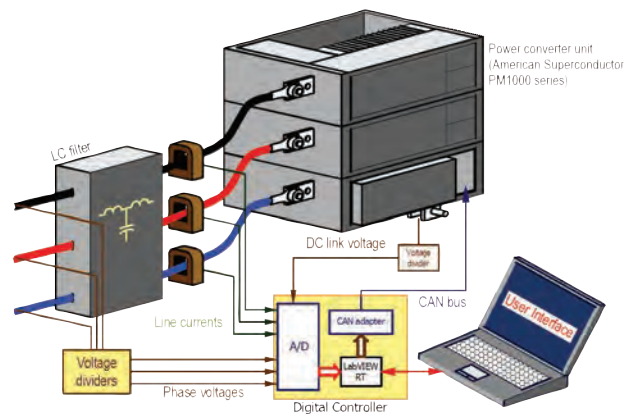 Power converter unit
(American Superconductor
PM1000 series)
LC filter
DC link voltage
Voltage
divider
CAN bus
Line currents
CAN adapter
A/D
LabVIEW
RT
User Interface
Voltage
dividers
Phase voltages
Digital Controller